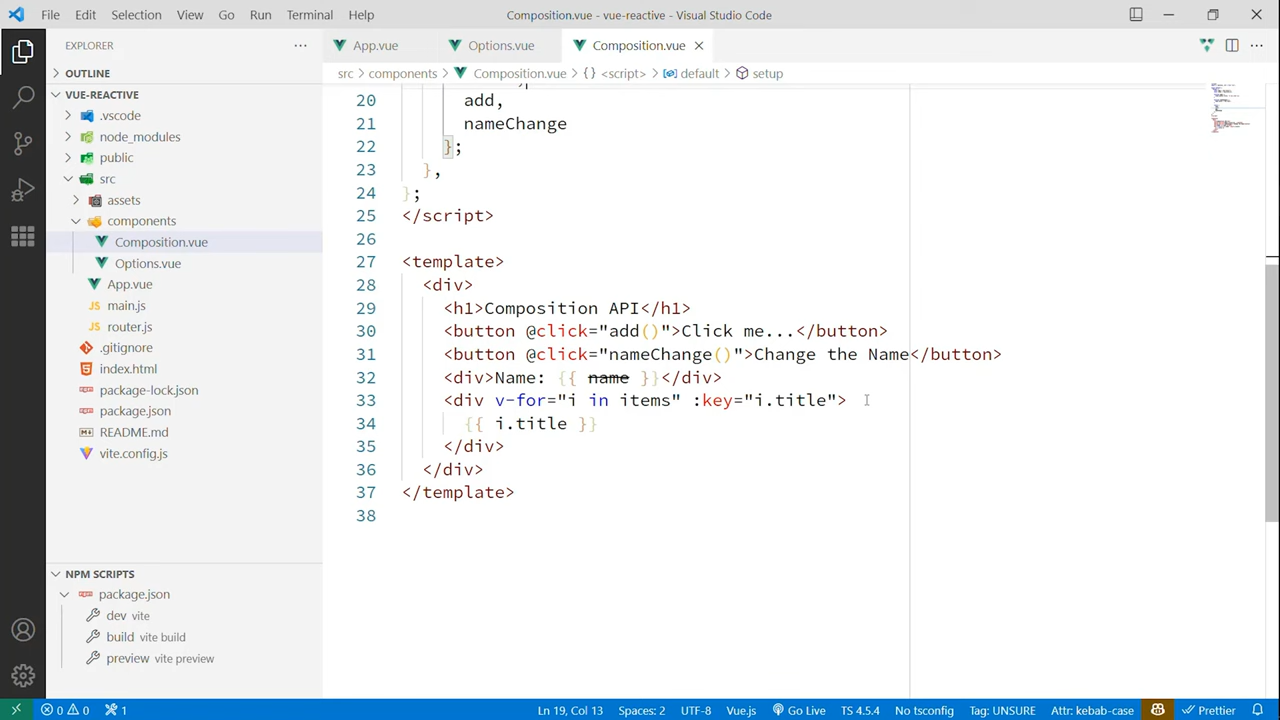 File Edit Selection View Go Run Terminal Help Composition.vue - vue-reactive - Visual Studio Code
EXPLORER
OUTLINE
VUE-REACTIVE
.vscode
node_modules
public
src
assets
components
Composition.vue
Options.vue
App.vue
main.js
router.js
.gitignore
index.html
package-lock.json
package.json
README.md
vite.config.js
NPM SCRIPTS
package.json
dev vite
build vite build
preview vite preview
App.vue Options.vue Composition.vue
src > components > Composition.vue > {} <script> > default > setup
20 add,
21 nameChange
22 };
23 },
24 };
25 </script>
26
27 <template>
28 <div>
29 <h1>Composition API</h1>
30 <button @click="add()">Click me...</button>
31 <button @click="nameChange()">Change the Name</button>
32 <div>Name: {{ name }}</div>
33 <div v-for="i in items" :key="i.title">
34 {{ i.title }}
35 </div>
36 </div>
37 </template>
38
0 0 1 Ln 19, Col 13 Spaces: 2 UTF-8 Vue.js Go Live TS 4.5.4 No tsconfig Tag: UNSURE Attr: kebab-case Prettier